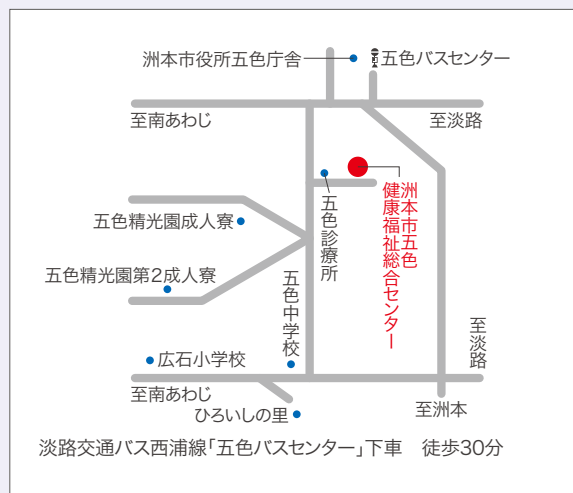 洲本市役所五色庁舎
五色バスセンター
至南あわじ
至淡路
五色診療所
洲本市五色
健康福祉総合センター
五色精光園成人寮
五色精光園第2成人寮
五色中学校
広石小学校
至淡路
至南あわじ
至洲本
ひろいしの里
淡路交通バス西浦線「五色バスセンター」下車　徒歩30分